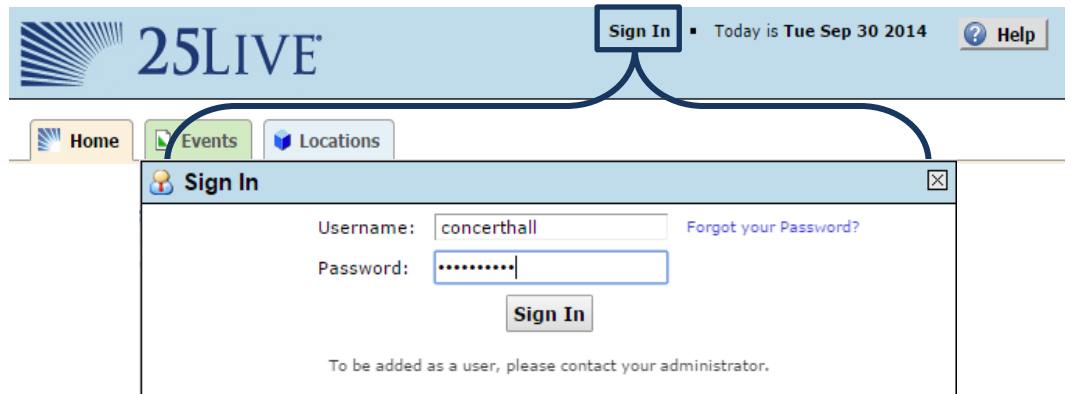 25LIVE
Sign In ▪ Today is Tue Sep 30 2014 Help
Home Events Locations
Sign In
Username: concerthall Forgot your Password?
Password: ••••••••••
Sign In
To be added as a user, please contact your administrator.